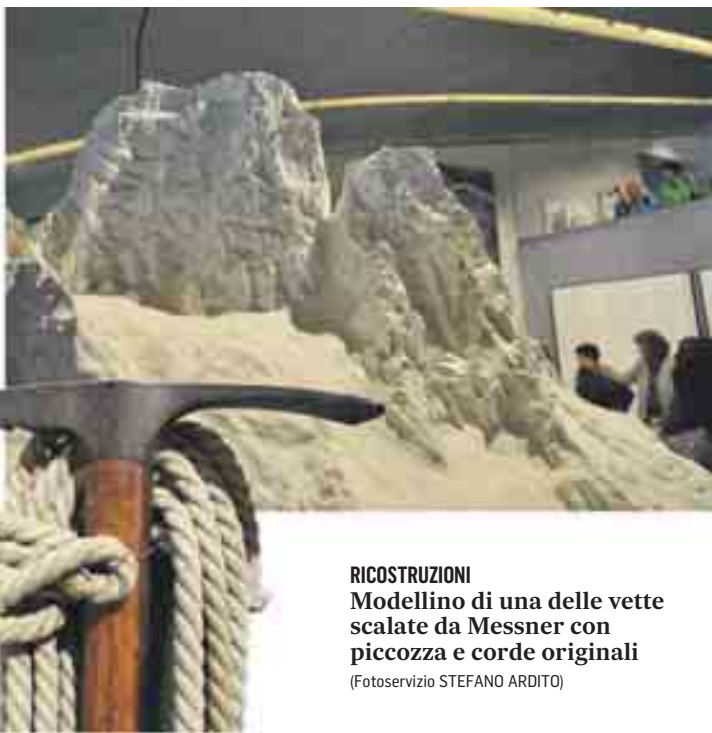 RICOSTRUZIONI
Modellino di una delle vette
scalate da Messner con
piccozza e corde originali
(Fotoservizio STEFANO ARDITO)